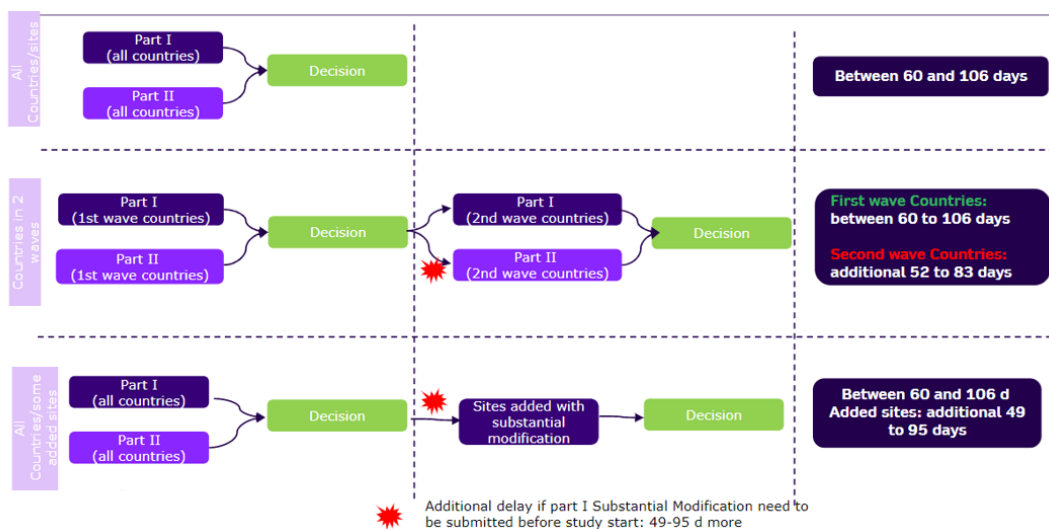 All
Countries/sites
Part I
(all countries)
Part II
(all countries)
Decision
Between 60 and 106 days
Countries in 2
waves
Part I
(1st wave countries)
Part II
(1st wave countries)
Decision
Part I
(2nd wave countries)
Part II
(2nd wave countries)
Decision
First wave Countries:
between 60 to 106 days
Second wave Countries:
additional 52 to 83 days
All
Countries/some
added sites
Part I
(all countries)
Part II
(all countries)
Decision
Sites added with
substantial
modification
Decision
Between 60 and 106 d
Added sites: additional 49
to 95 days
Additional delay if part I Substantial Modification need to
be submitted before study start: 49-95 d more